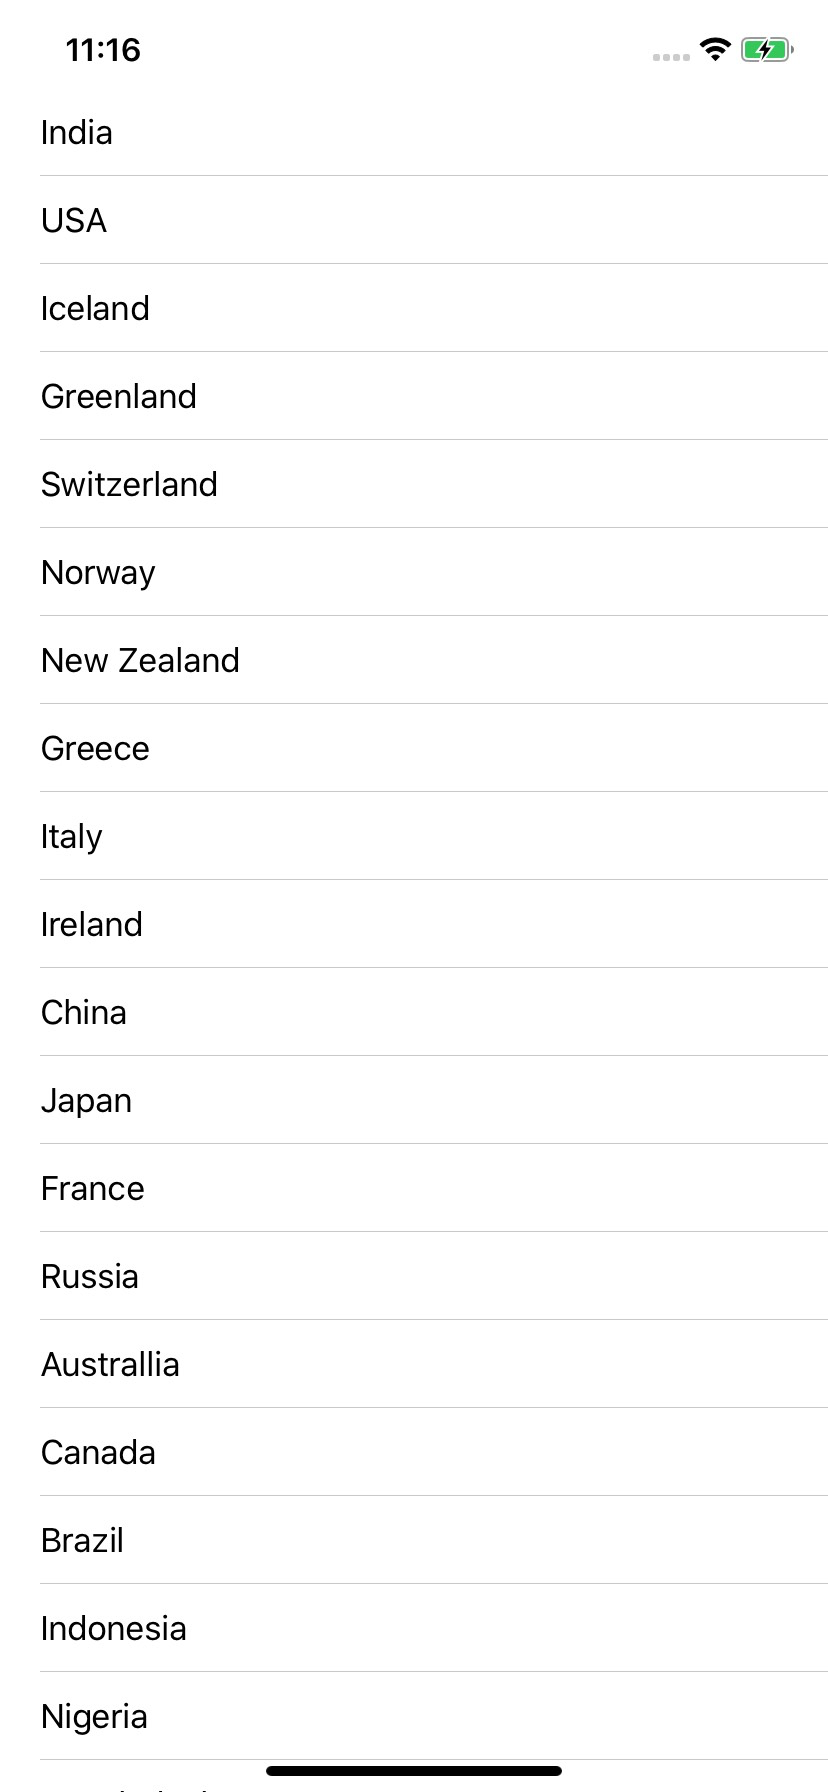 11:16
India
USA
Iceland
Greenland
Switzerland
Norway
New Zealand
Greece
Italy
Ireland
China
Japan
France
Russia
Australlia
Canada
Brazil
Indonesia
Nigeria